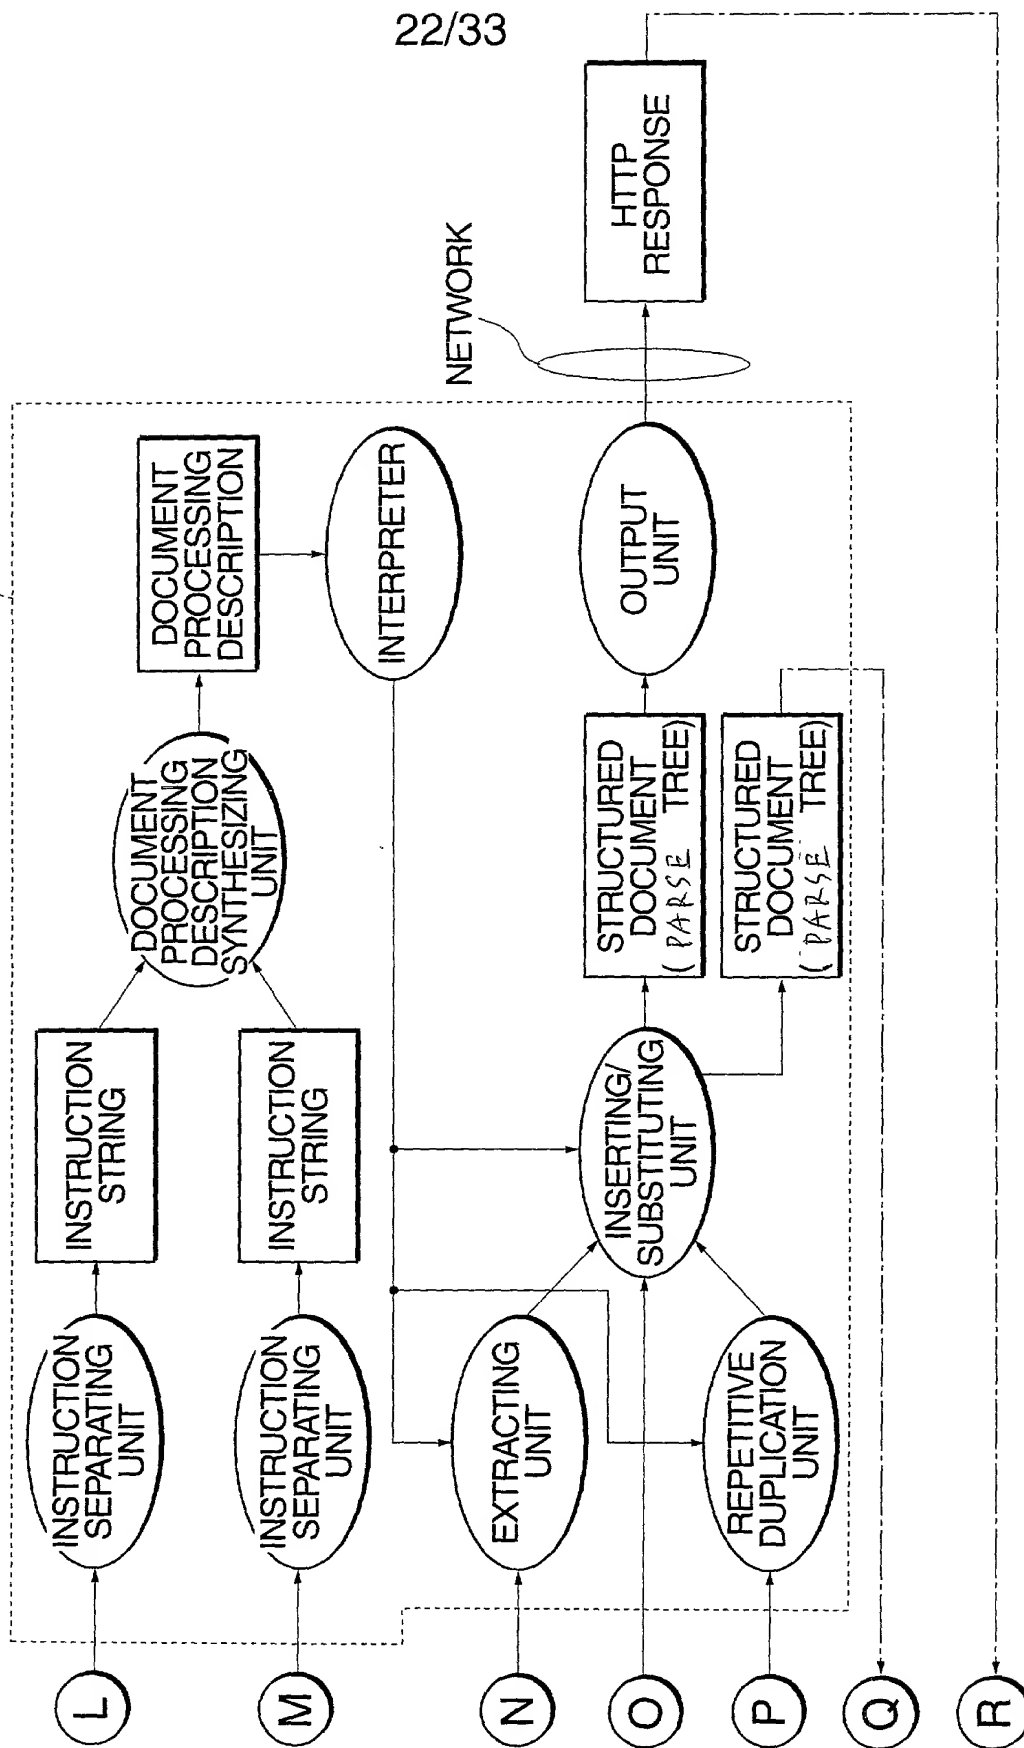 22/33
L
INSTRUCTION
SEPARATING
UNIT
INSTRUCTION
STRING
M
INSTRUCTION
SEPARATING
UNIT
INSTRUCTION
STRING
DOCUMENT
PROCESSING
DESCRIPTION
SYNTHESIZING
UNIT
DOCUMENT
PROCESSING
DESCRIPTION
INTERPRETER
N
EXTRACTING
UNIT
O
INSERTING/
SUBSTITUTING
UNIT
P
REPETITIVE
DUPLICATION
UNIT
STRUCTURED
DOCUMENT
(PARSE TREE)
STRUCTURED
DOCUMENT
(PARSE TREE)
OUTPUT
UNIT
NETWORK
HTTP
RESPONSE
Q
R